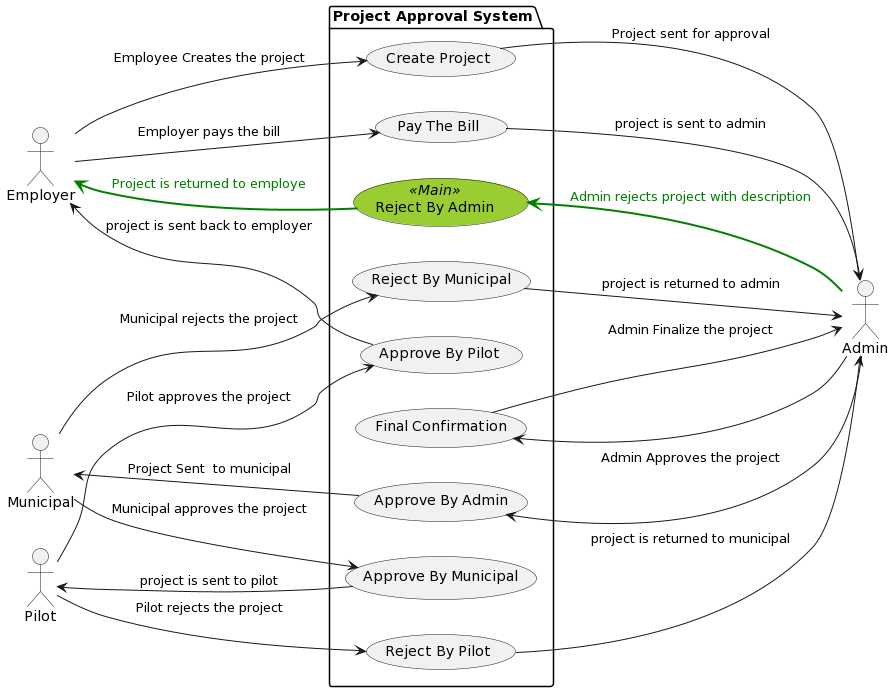 Project Approval System
Employee Creates the project
Create Project
Project sent for approval
Employer pays the bill
Pay The Bill
project is sent to admin
Employer
Project is returned to employe
«Main»
Reject By Admin
Admin rejects project with description
project is sent back to employer
Reject By Municipal
project is returned to admin
Municipal rejects the project
Approve By Pilot
Admin Finalize the project
Admin
Pilot approves the project
Final Confirmation
Admin Approves the project
Municipal
Project Sent  to municipal
Approve By Admin
Municipal approves the project
project is returned to municipal
Approve By Municipal
project is sent to pilot
Pilot
Pilot rejects the project
Reject By Pilot